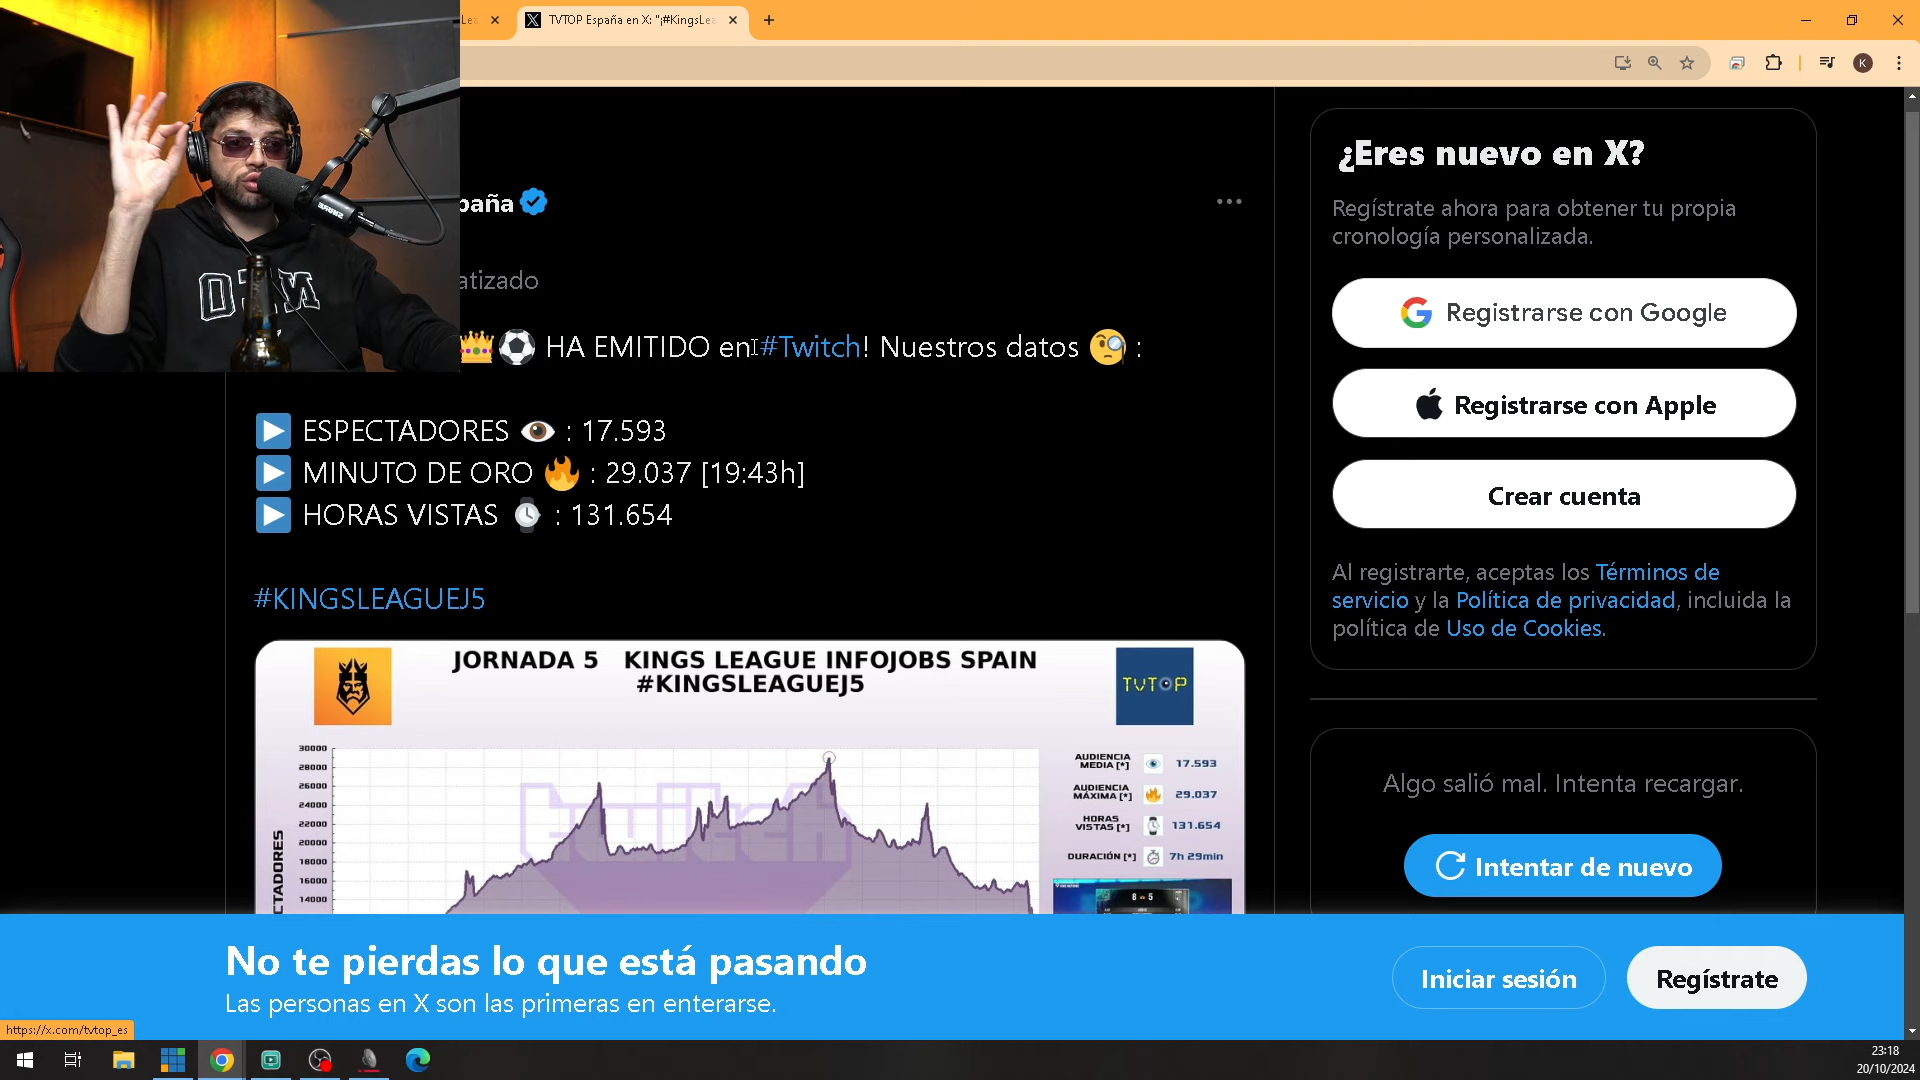 TVTOP España en X: "¡#KingsLea
paña
atizado
HA EMITIDO en #Twitch! Nuestros datos :
ESPECTADORES : 17.593
MINUTO DE ORO : 29.037 [19:43h]
HORAS VISTAS : 131.654
#KINGSLEAGUEJ5
JORNADA 5 KINGS LEAGUE INFOJOBS SPAIN
#KINGSLEAGUEJ5
TVTOP
twitch
30000
28000
26000
24000
22000
20000
18000
16000
14000
CTADORES
AUDIENCIA MEDIA [*] 17.593
AUDIENCIA MÁXIMA [*] 29.037
HORAS VISTAS [*] 131.654
DURACIÓN [*] 7h 29min
8 5
¿Eres nuevo en X?
Regístrate ahora para obtener tu propia
cronología personalizada.
Registrarse con Google
Registrarse con Apple
Crear cuenta
Al registrarte, aceptas los Términos de
servicio y la Política de privacidad, incluida la
política de Uso de Cookies.
Algo salió mal. Intenta recargar.
Intentar de nuevo
No te pierdas lo que está pasando
Las personas en X son las primeras en enterarse.
Iniciar sesión
Regístrate
https://x.com/tvtop_es
K
23:18
20/10/2024